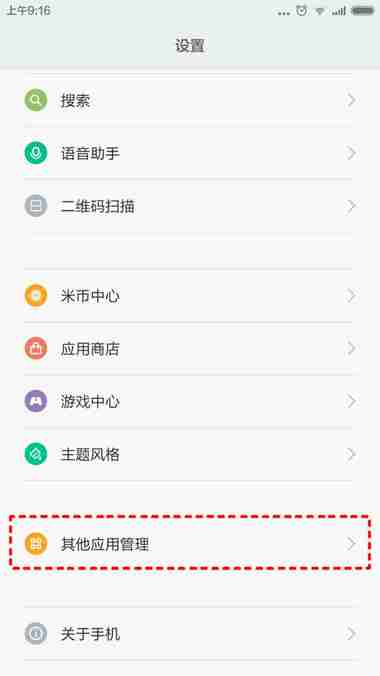 上午9:16
设置
搜索
语音助手
二维码扫描
米币中心
应用商店
游戏中心
主题风格
其他应用管理
关于手机